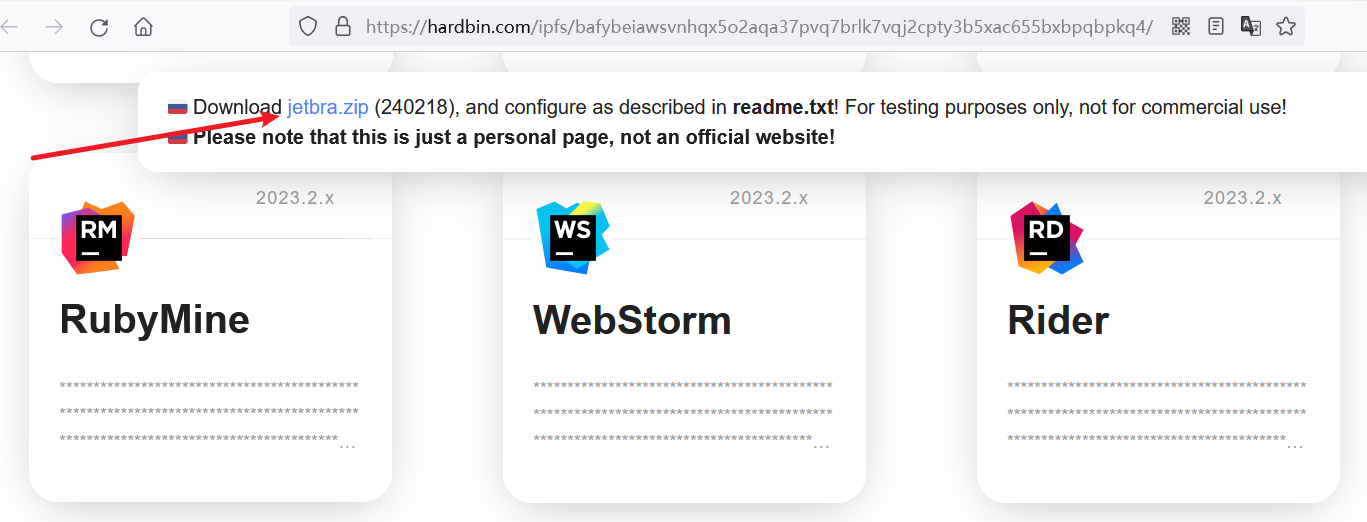 https://hardbin.com/ipfs/bafybeiawsvnhqx5o2aqa37pvq7brlk7vqj2cpty3b5xac655bxbpqbpkq4/
Download jetbra.zip (240218), and configure as described in readme.txt! For testing purposes only, not for commercial use!
Please note that this is just a personal page, not an official website!
2023.2.x
RM
RubyMine
********************************************
********************************************
*****************************************...
2023.2.x
WS
WebStorm
********************************************
********************************************
*****************************************...
2023.2.x
RD
Rider
********************************************
********************************************
*****************************************...